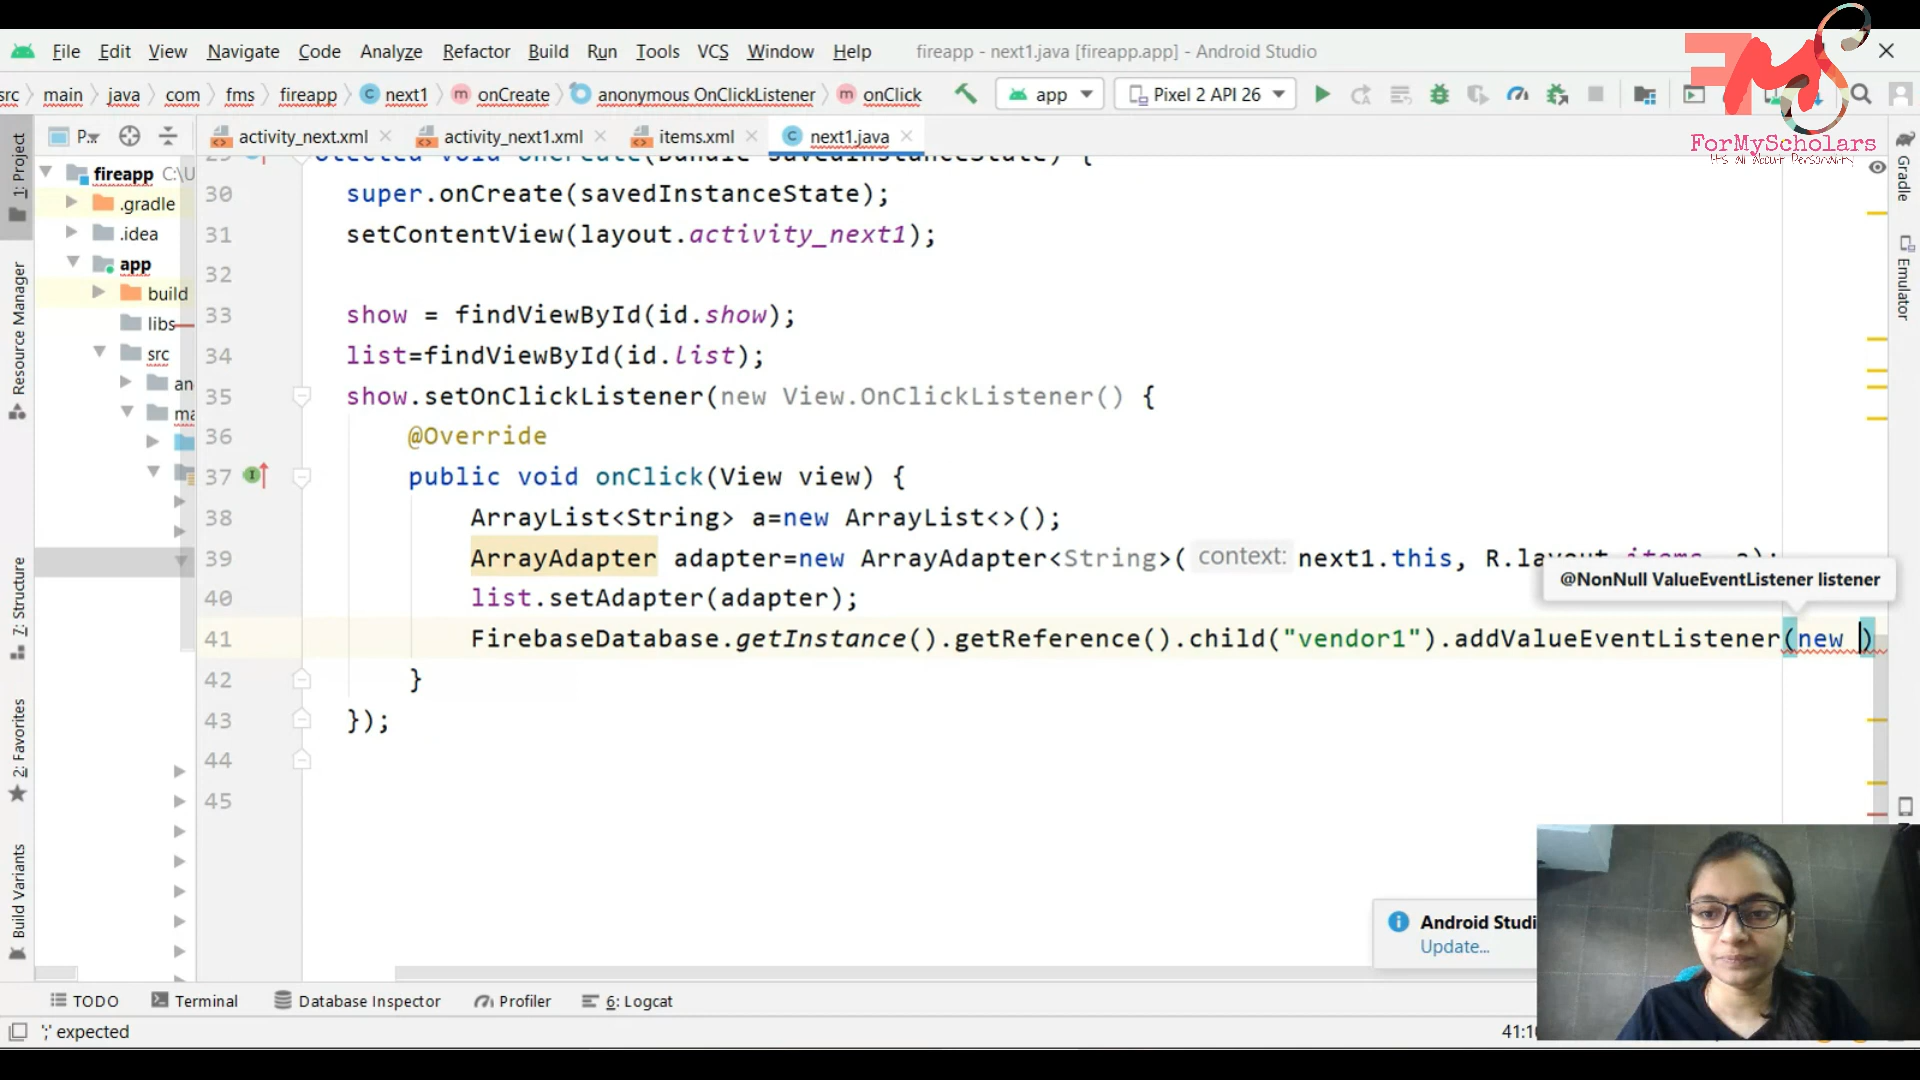 File Edit View Navigate Code Analyze Refactor Build Run Tools VCS Window Help fireapp - next1.java [fireapp.app] - Android Studio
FMS
ForMyScholars
It's all about Personality
src main java com fms fireapp next1 onCreate anonymous OnClickListener onClick app Pixel 2 API 26
P... activity_next.xml activity_next1.xml items.xml next1.java
1: Project
Resource Manager
7: Structure
2: Favorites
Build Variants
fireapp C:\U
.gradle
.idea
app
build
libs
src
an
ma
otected void onCreate(Bundle savedInstanceState) {
30 super.onCreate(savedInstanceState);
31 setContentView(layout.activity_next1);
32
33 show = findViewById(id.show);
34 list=findViewById(id.list);
35 show.setOnClickListener(new View.OnClickListener() {
36 @Override
37 public void onClick(View view) {
38 ArrayList<String> a=new ArrayList<>();
39 ArrayAdapter adapter=new ArrayAdapter<String>( context: next1.this, R.layout.items, a);
@NonNull ValueEventListener listener
40 list.setAdapter(adapter);
41 FirebaseDatabase.getInstance().getReference().child("vendor1").addValueEventListener(new )
42 }
43 });
44
45
Gradle
Emulator
Android Studi
Update...
TODO Terminal Database Inspector Profiler 6: Logcat
';' expected
41:1